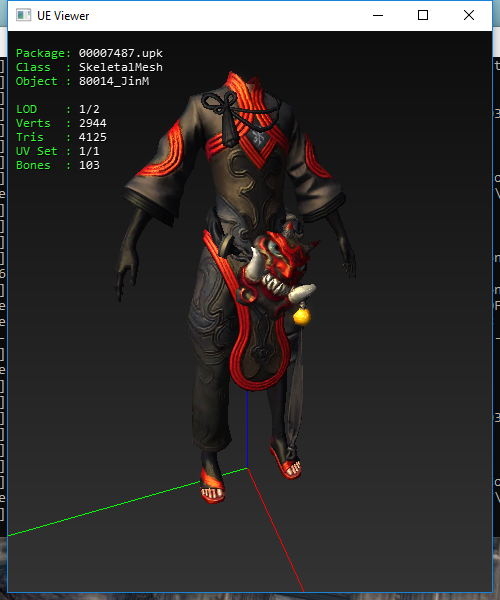 UE Viewer
Package: 00007487.upk
Class : SkeletalMesh
Object : 80014_JinM
LOD : 1/2
Verts : 2944
Tris : 4125
UV Set : 1/1
Bones : 103